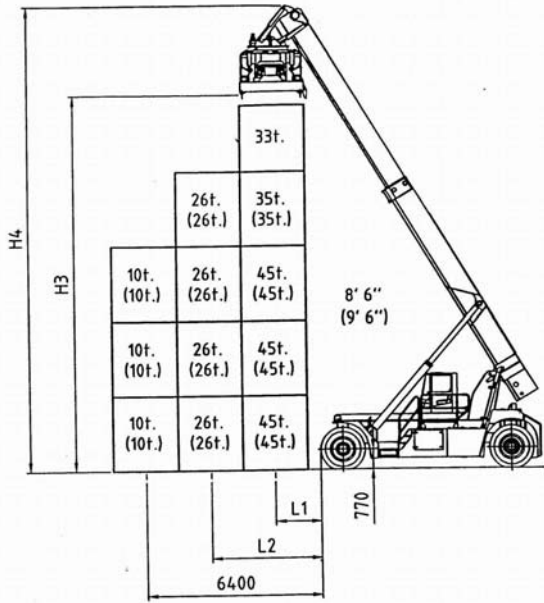 33t.
26t. 35t.
(26t.) (35t.)
10t. 26t. 45t.
(10t.) (26t.) (45t.)
8' 6"
(9' 6")
10t. 26t. 45t.
(10t.) (26t.) (45t.)
10t. 26t. 45t.
(10t.) (26t.) (45t.)
H4
H3
L1
770
L2
6400